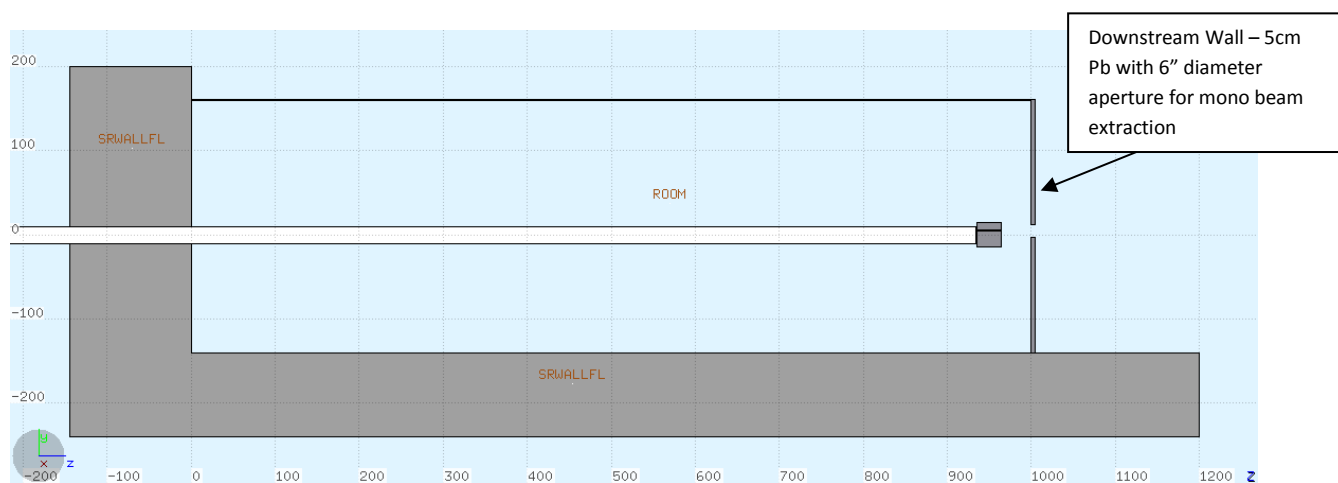 Downstream Wall – 5cm
Pb with 6” diameter
aperture for mono beam
extraction
200
SRWALLFL
100
ROOM
0
-100
SRWALLFL
-200
y
x
z
-200 -100 0 100 200 300 400 500 600 700 800 900 1000 1100 1200 z